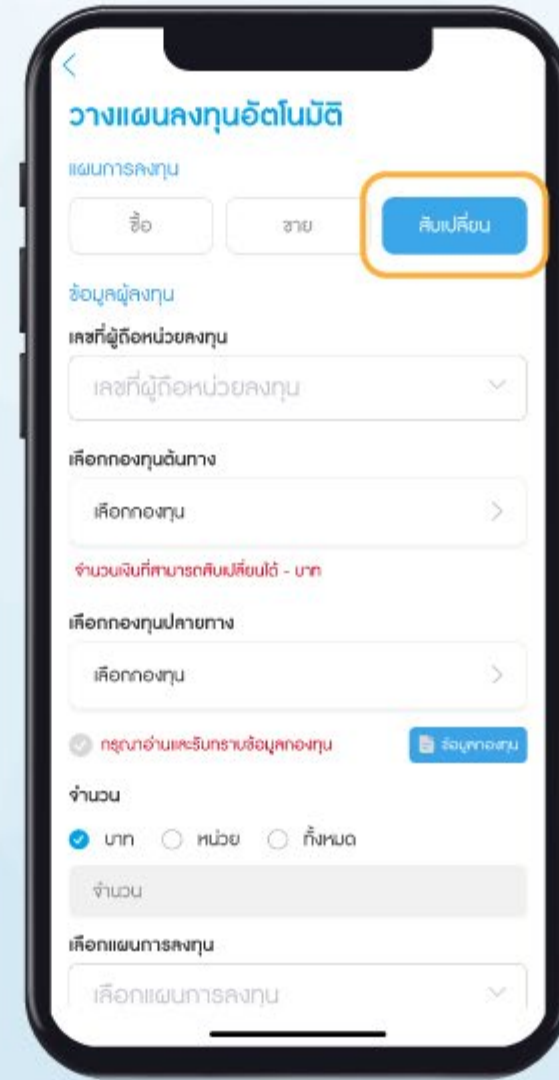 วางแผนลงทุนอัตโนมัติ
แผนการลงทุน
ซื้อ ขาย สับเปลี่ยน
ข้อมูลผู้ลงทุน
เลขที่ผู้ถือหน่วยลงทุน
เลขที่ผู้ถือหน่วยลงทุน
เลือกกองทุนต้นทาง
เลือกกองทุน
จำนวนเงินที่สามารถสับเปลี่ยนได้ - บาท
เลือกกองทุนปลายทาง
เลือกกองทุน
กรุณาอ่านและรับทราบข้อมูลกองทุน ข้อมูลกองทุน
จำนวน
บาท หน่วย ทั้งหมด
จำนวน
เลือกแผนการลงทุน
เลือกแผนการลงทุน